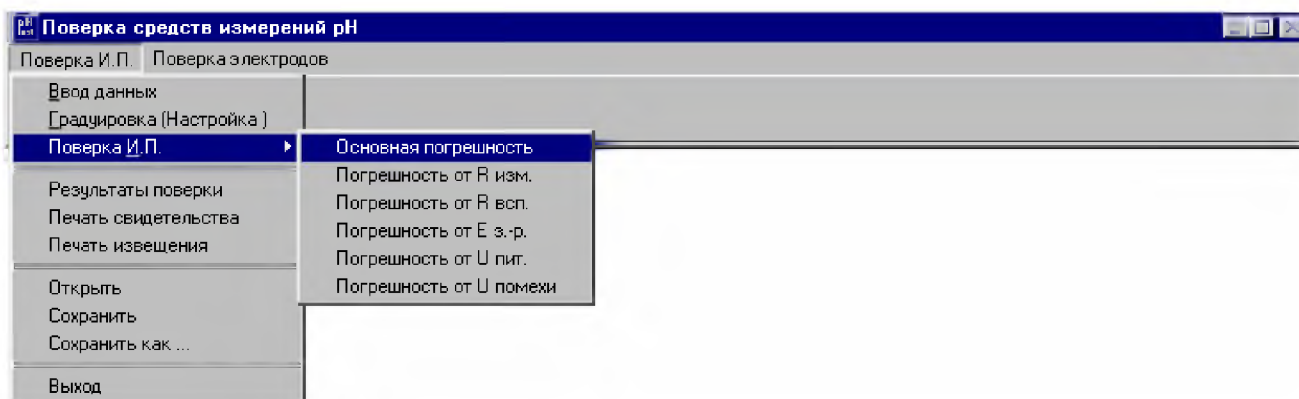 pH test Поверка средств измерений pH
Поверка И.П. Поверка электродов
Ввод данных
Градуировка (Настройка )
Поверка И.П.
Основная погрешность
Погрешность от R изм.
Погрешность от R всп.
Погрешность от E з.-р.
Погрешность от U пит.
Погрешность от U помехи
Результаты поверки
Печать свидетельства
Печать извещения
Открыть
Сохранить
Сохранить как ...
Выход